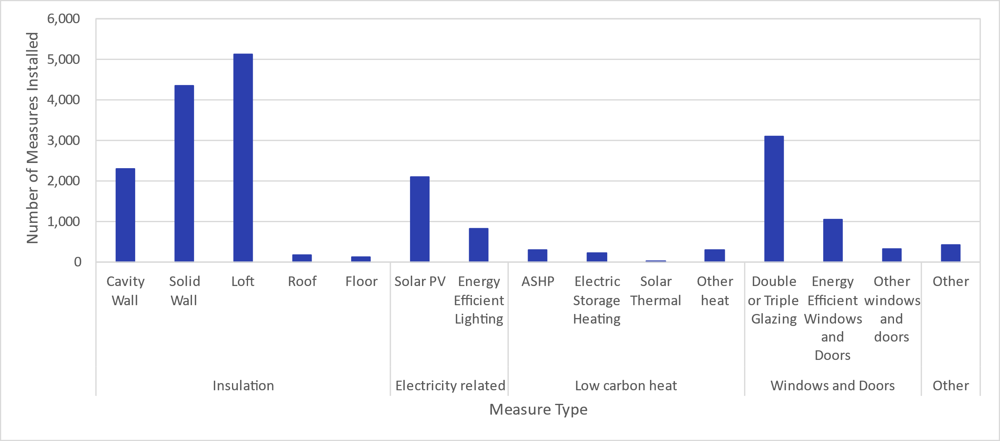 6,000
5,000
4,000
3,000
2,000
1,000
0
Number of Measures Installed
Cavity
Wall
Solid
Wall
Loft
Roof
Floor
Solar PV
Energy
Efficient
Lighting
ASHP
Electric
Storage
Heating
Solar
Thermal
Other
heat
Double
or Triple
Glazing
Energy
Efficient
Windows
and
Doors
Other
windows
and
doors
Other
Insulation
Electricity related
Low carbon heat
Windows and Doors
Other
Measure Type